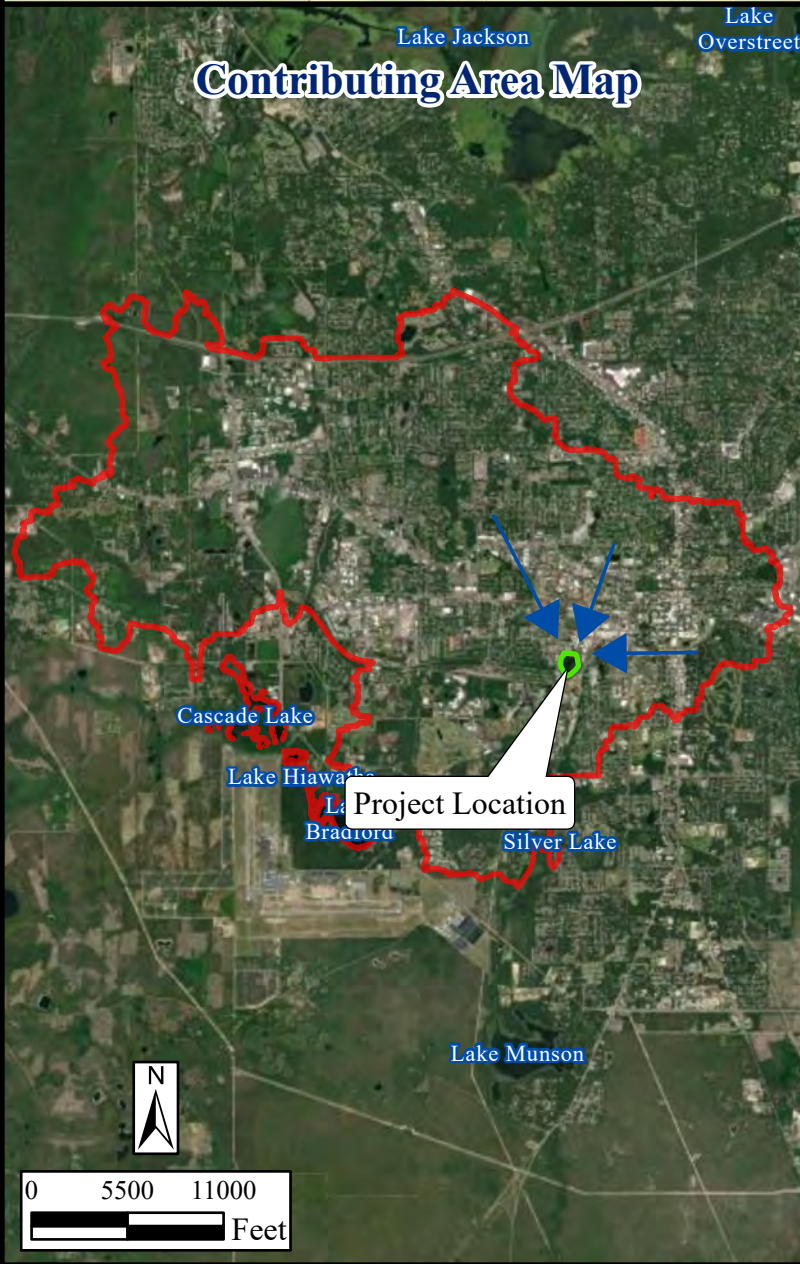 Lake
Overstreet
Lake Jackson
Contributing Area Map
Cascade Lake
Lake
Bradford
Project Location
Silver Lake
Lake Munson
N
0 5500 11000
Feet